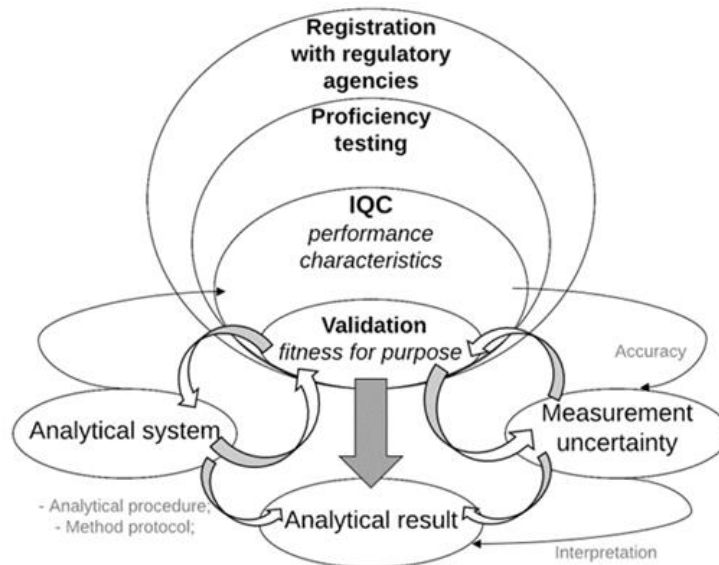 Registration
with regulatory
agencies
Proficiency
testing
IQC
performance
characteristics
Validation
fitness for purpose
Accuracy
Analytical system
Measurement
uncertainty
- Analytical procedure;
- Method protocol;
Analytical result
Interpretation